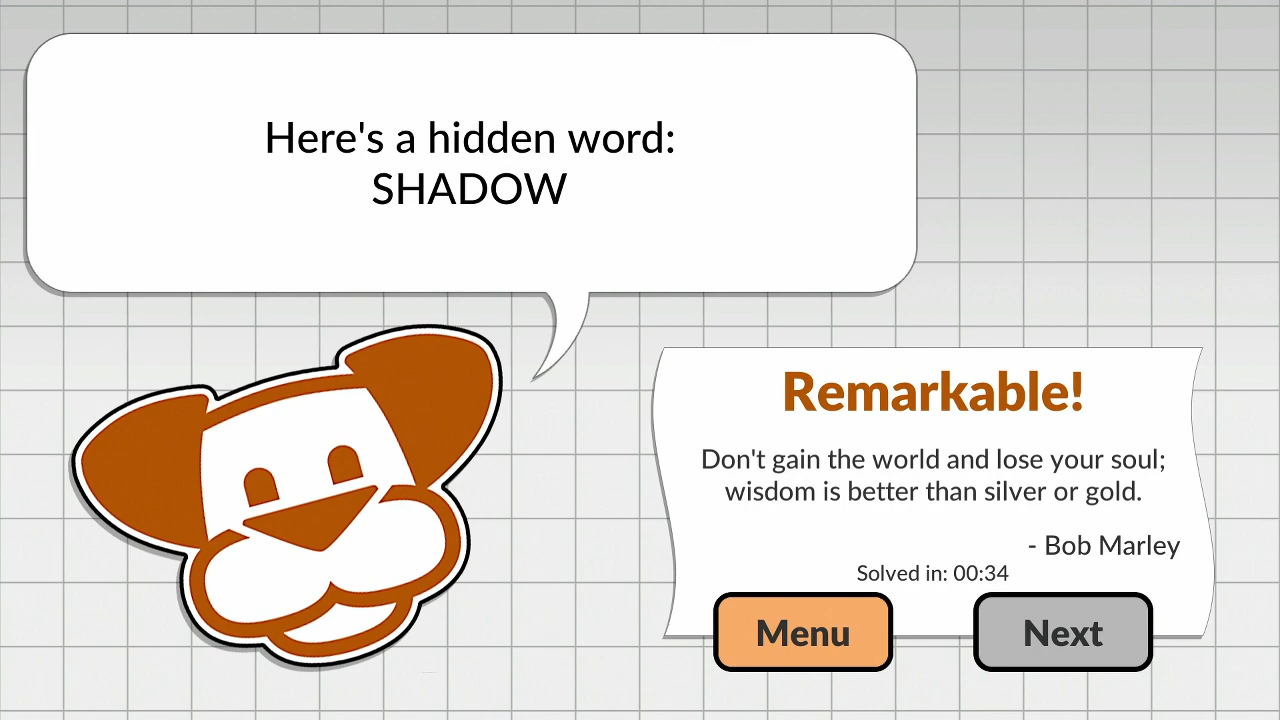 Here's a hidden word:
SHADOW
Remarkable!
Don't gain the world and lose your soul;
wisdom is better than silver or gold.
- Bob Marley
Solved in: 00:34
Menu
Next